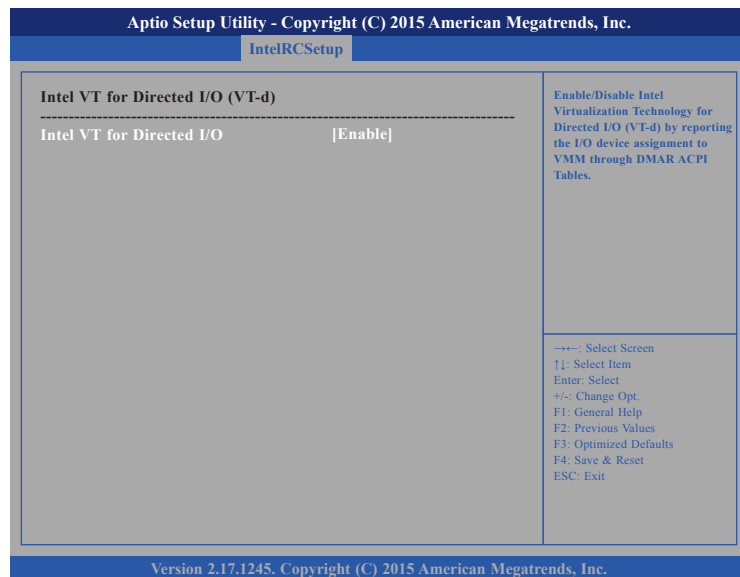 Aptio Setup Utility - Copyright (C) 2015 American Megatrends, Inc.
IntelRCSetup
Intel VT for Directed I/O (VT-d)
--------------------------------------------------------------------------------
Intel VT for Directed I/O [Enable]
Enable/Disable Intel
Virtualization Technology for
Directed I/O (VT-d) by reporting
the I/O device assignment to
VMM through DMAR ACPI
Tables.
→←: Select Screen
↑↓: Select Item
Enter: Select
+/-: Change Opt.
F1: General Help
F2: Previous Values
F3: Optimized Defaults
F4: Save & Reset
ESC: Exit
Version 2.17.1245. Copyright (C) 2015 American Megatrends, Inc.